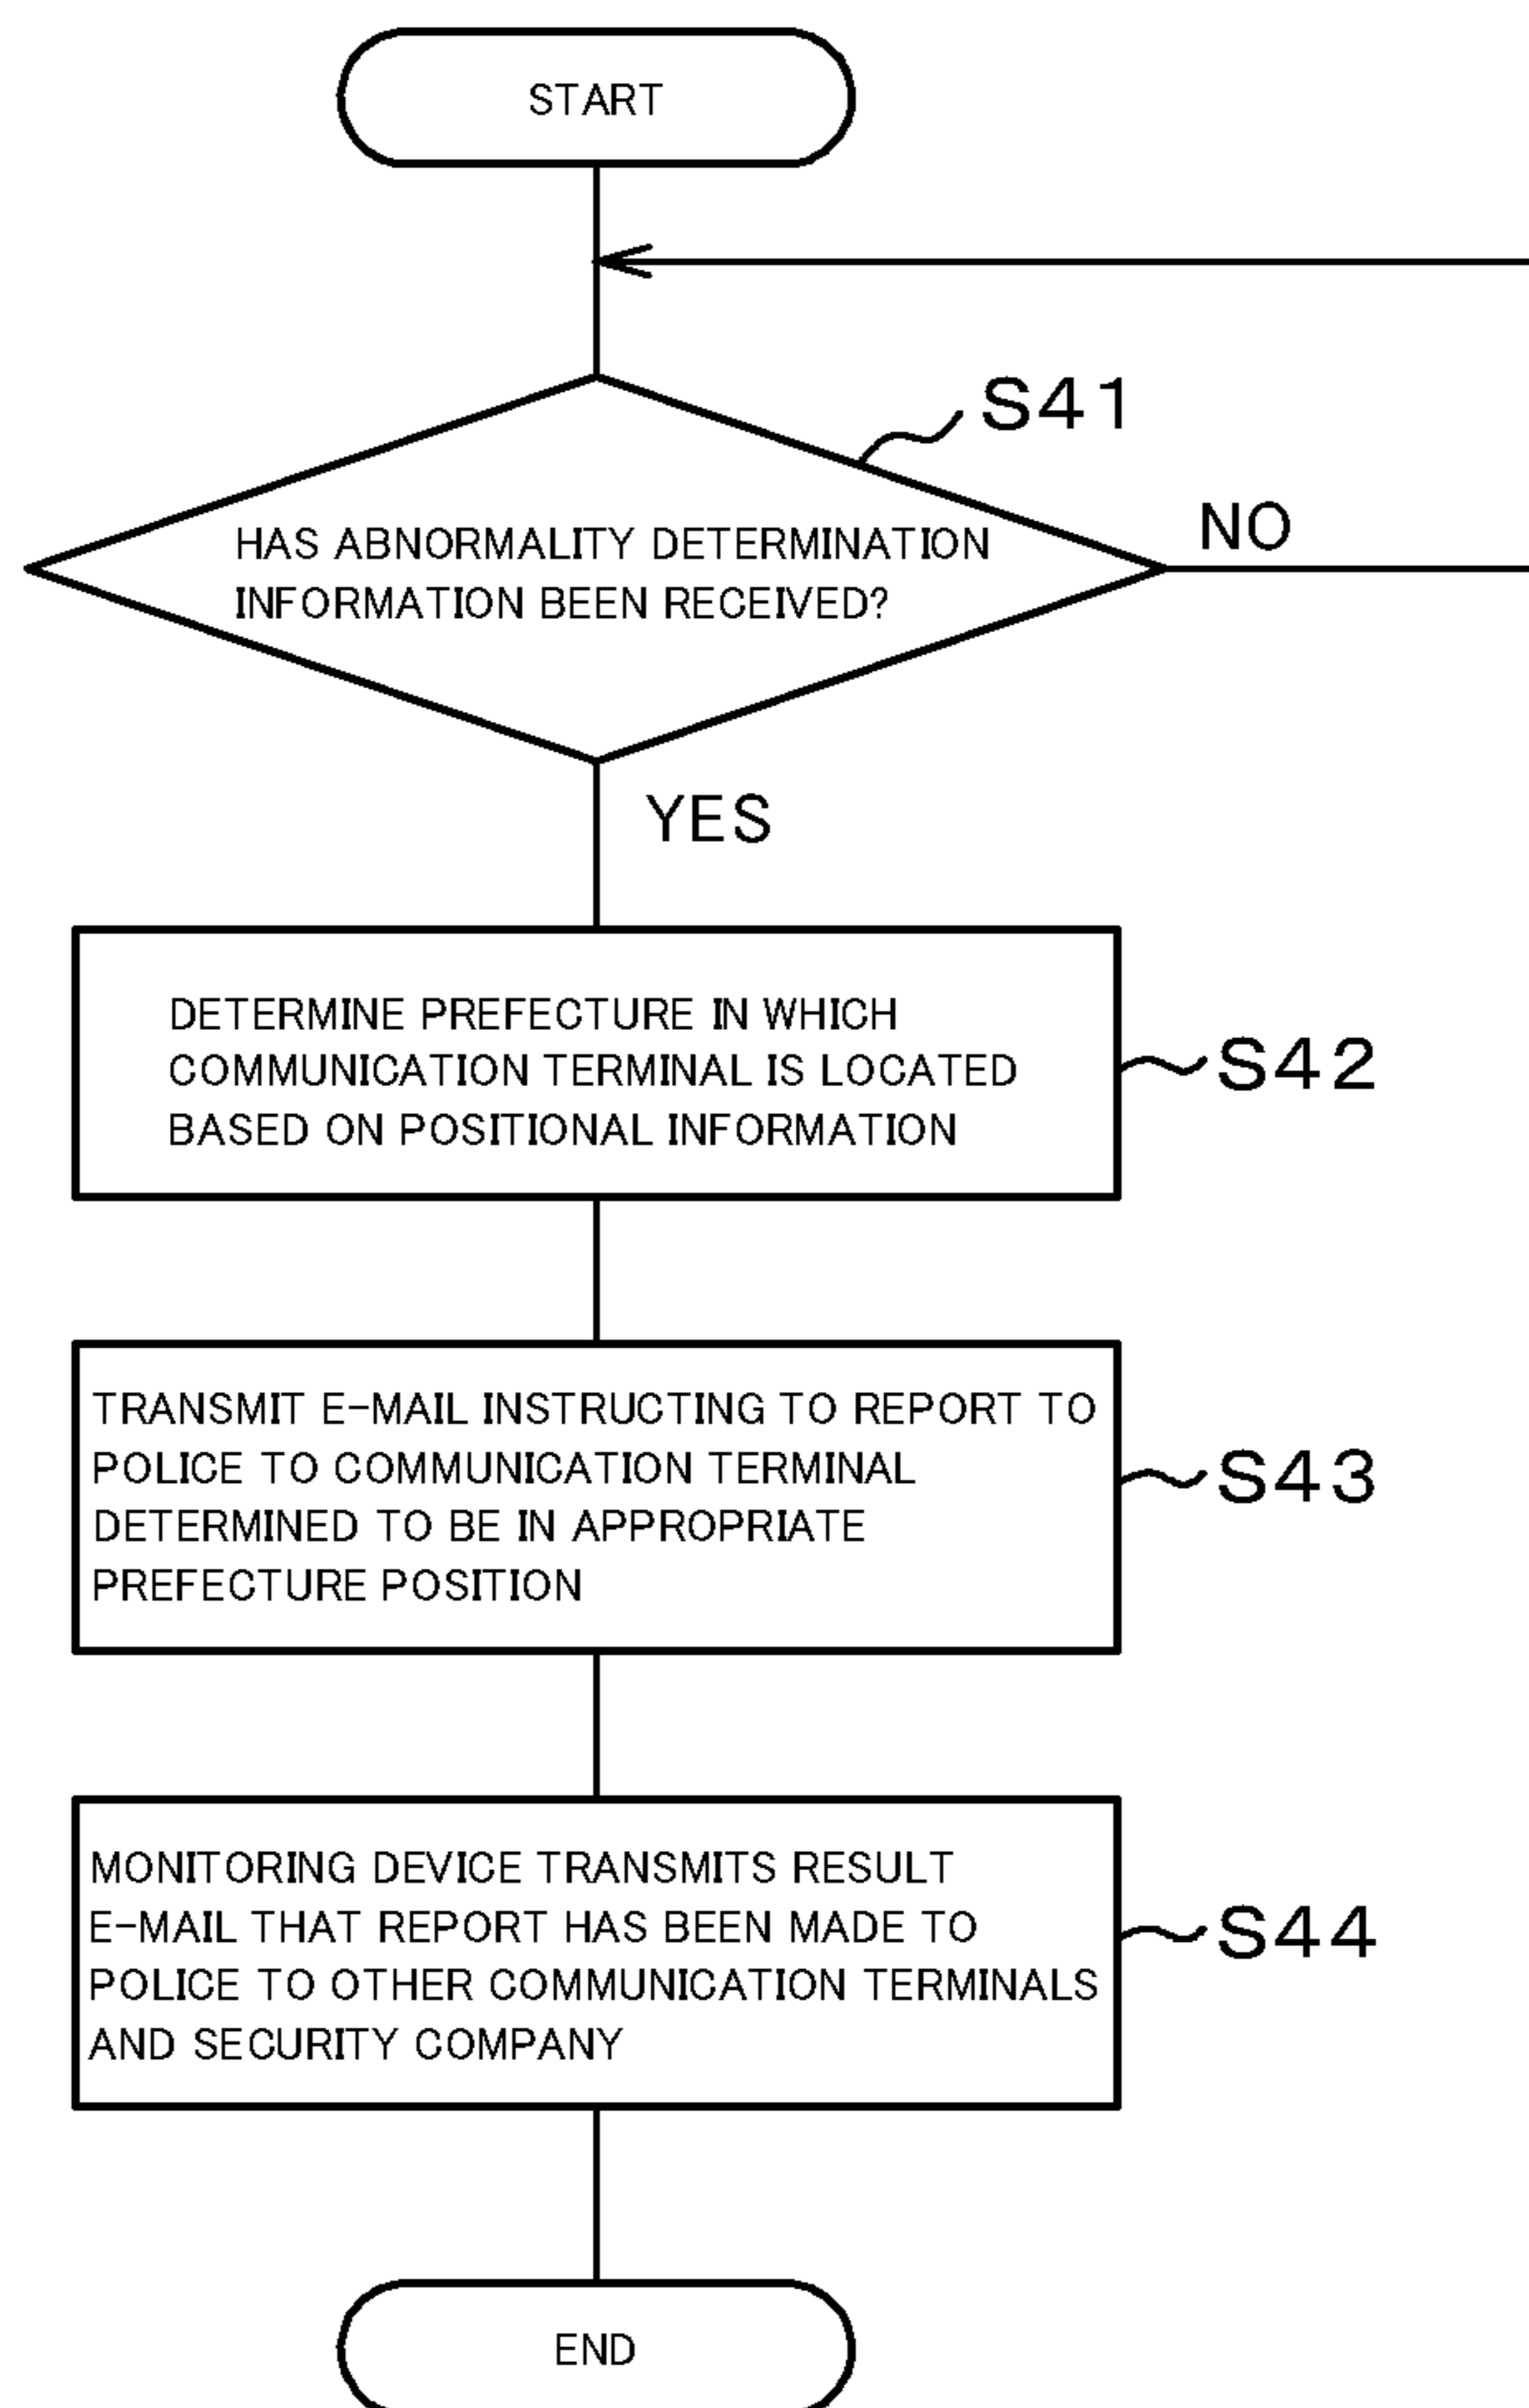 START
S41
HAS ABNORMALITY DETERMINATION
INFORMATION BEEN RECEIVED?
NO
YES
DETERMINE PREFECTURE IN WHICH
COMMUNICATION TERMINAL IS LOCATED
BASED ON POSITIONAL INFORMATION
S42
TRANSMIT E-MAIL INSTRUCTING TO REPORT TO
POLICE TO COMMUNICATION TERMINAL
DETERMINED TO BE IN APPROPRIATE
PREFECTURE POSITION
S43
MONITORING DEVICE TRANSMITS RESULT
E-MAIL THAT REPORT HAS BEEN MADE TO
POLICE TO OTHER COMMUNICATION TERMINALS
AND SECURITY COMPANY
S44
END